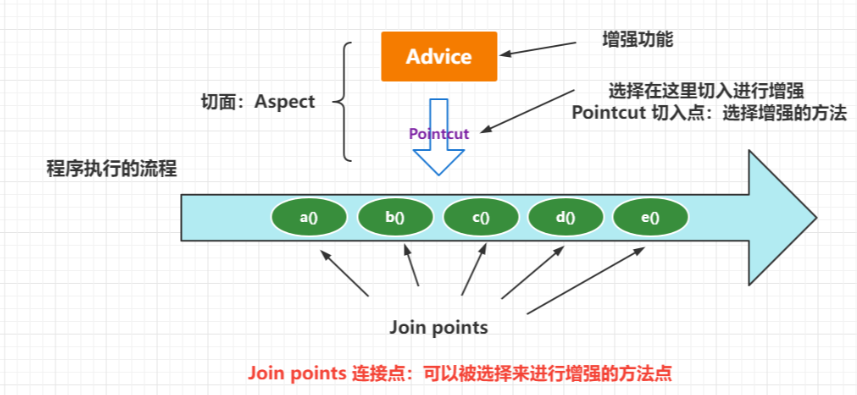 Advice
增强功能
切面：Aspect
选择在这里切入进行增强
Pointcut 切入点：选择增强的方法
Pointcut
程序执行的流程
a()
b()
c()
d()
e()
Join points
Join points 连接点：可以被选择来进行增强的方法点